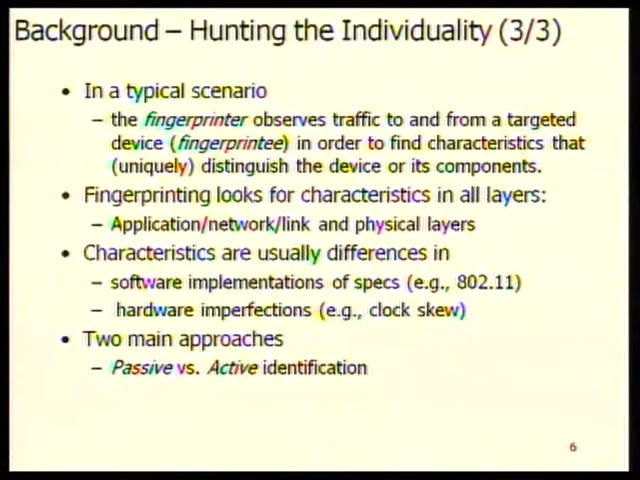 Background – Hunting the Individuality (3/3)
• In a typical scenario
– the fingerprinter observes traffic to and from a targeted
device (fingerprintee) in order to find characteristics that
(uniquely) distinguish the device or its components.
• Fingerprinting looks for characteristics in all layers:
– Application/network/link and physical layers
• Characteristics are usually differences in
– software implementations of specs (e.g., 802.11)
– hardware imperfections (e.g., clock skew)
• Two main approaches
– Passive vs. Active identification
6